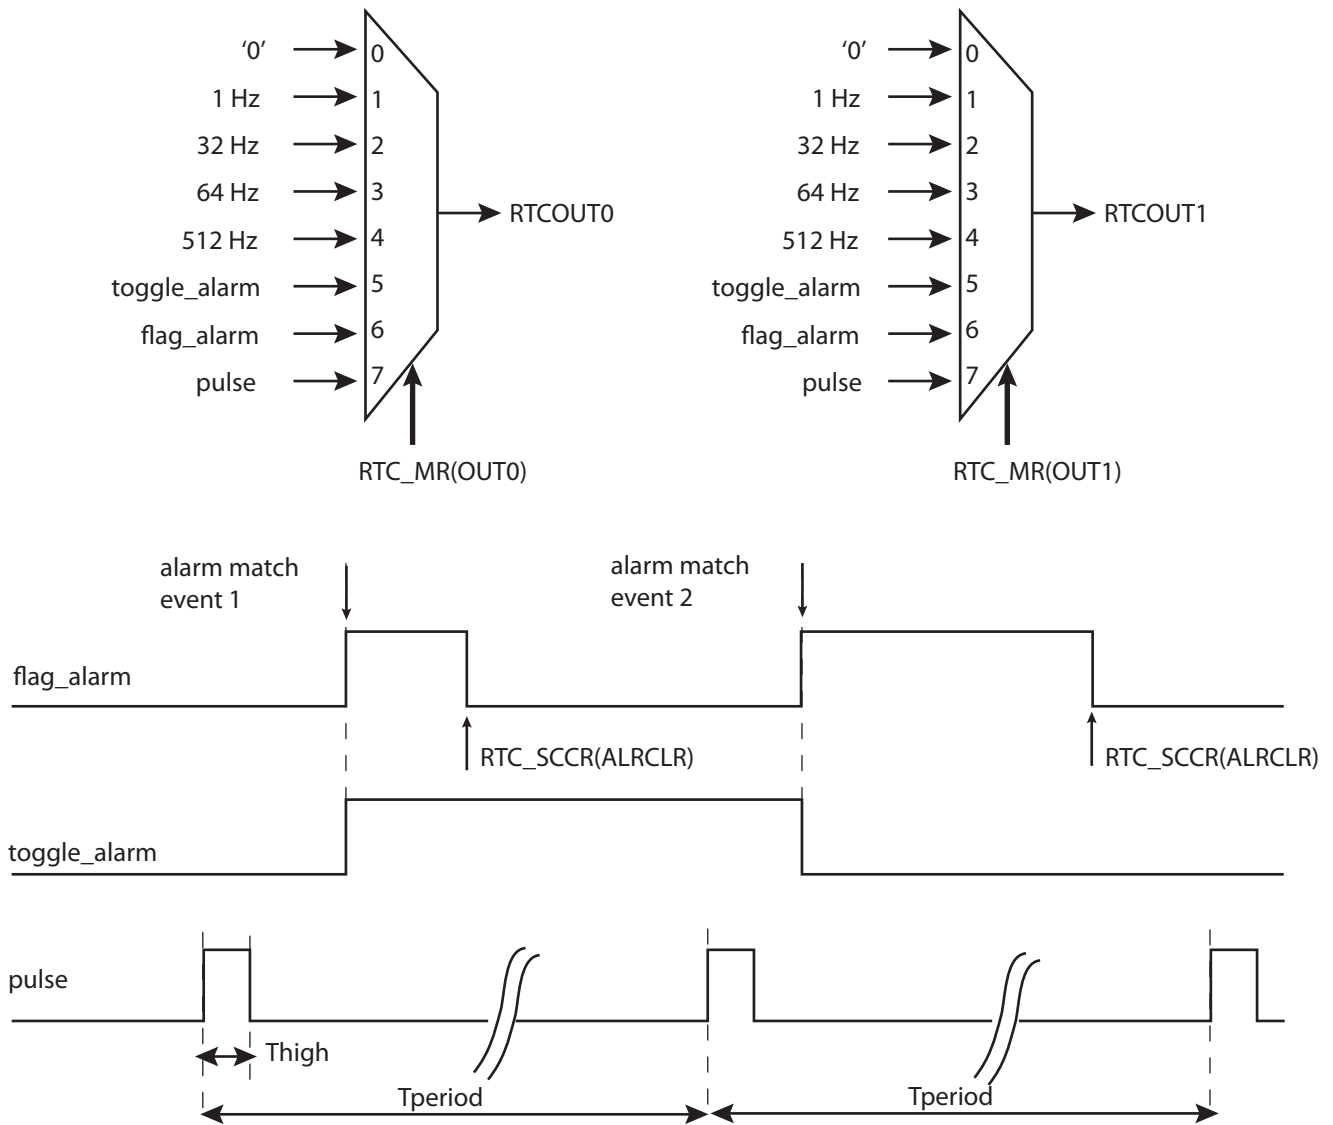 ‘0’ 0
1 Hz 1
32 Hz 2
64 Hz 3
RTCOUT0
512 Hz 4
toggle_alarm 5
flag_alarm 6
pulse 7
RTC_MR(OUT0)
‘0’ 0
1 Hz 1
32 Hz 2
64 Hz 3
RTCOUT1
512 Hz 4
toggle_alarm 5
flag_alarm 6
pulse 7
RTC_MR(OUT1)
alarm match
event 1
alarm match
event 2
flag_alarm
RTC_SCCR(ALRCLR)
RTC_SCCR(ALRCLR)
toggle_alarm
pulse
Thigh
Tperiod
Tperiod